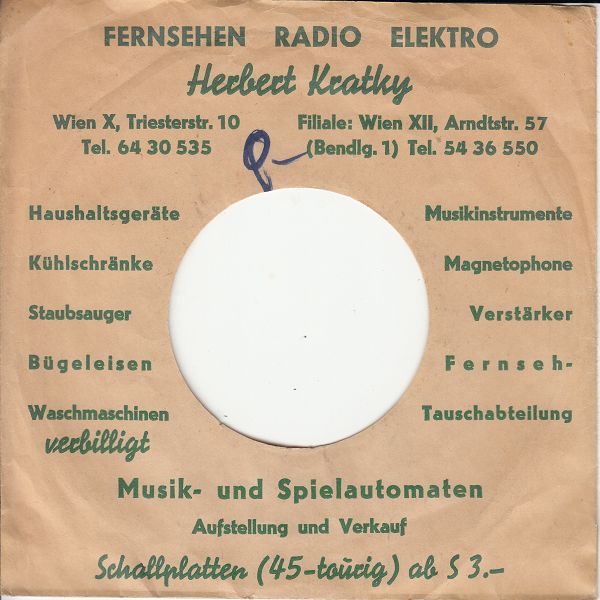 FERNSEHEN RADIO ELEKTRO
Herbert Krathy
Wien X, Triesterstr. 10 Filiale: Wien XII, Arndtstr. 57
Tel. 64 30 535 (Bendlg. 1) Tel. 54 36 550
Haushaltsgeräte Musikinstrumente
Kühlschränke Magnetophone
Staubsauger Verstärker
Bügeleisen Fernseh-
Waschmaschinen Tauschabteilung
verbilligt
Musik- und Spielautomaten
Aufstellung und Verkauf
Schallplatten (45-tourig) ab S 3.–